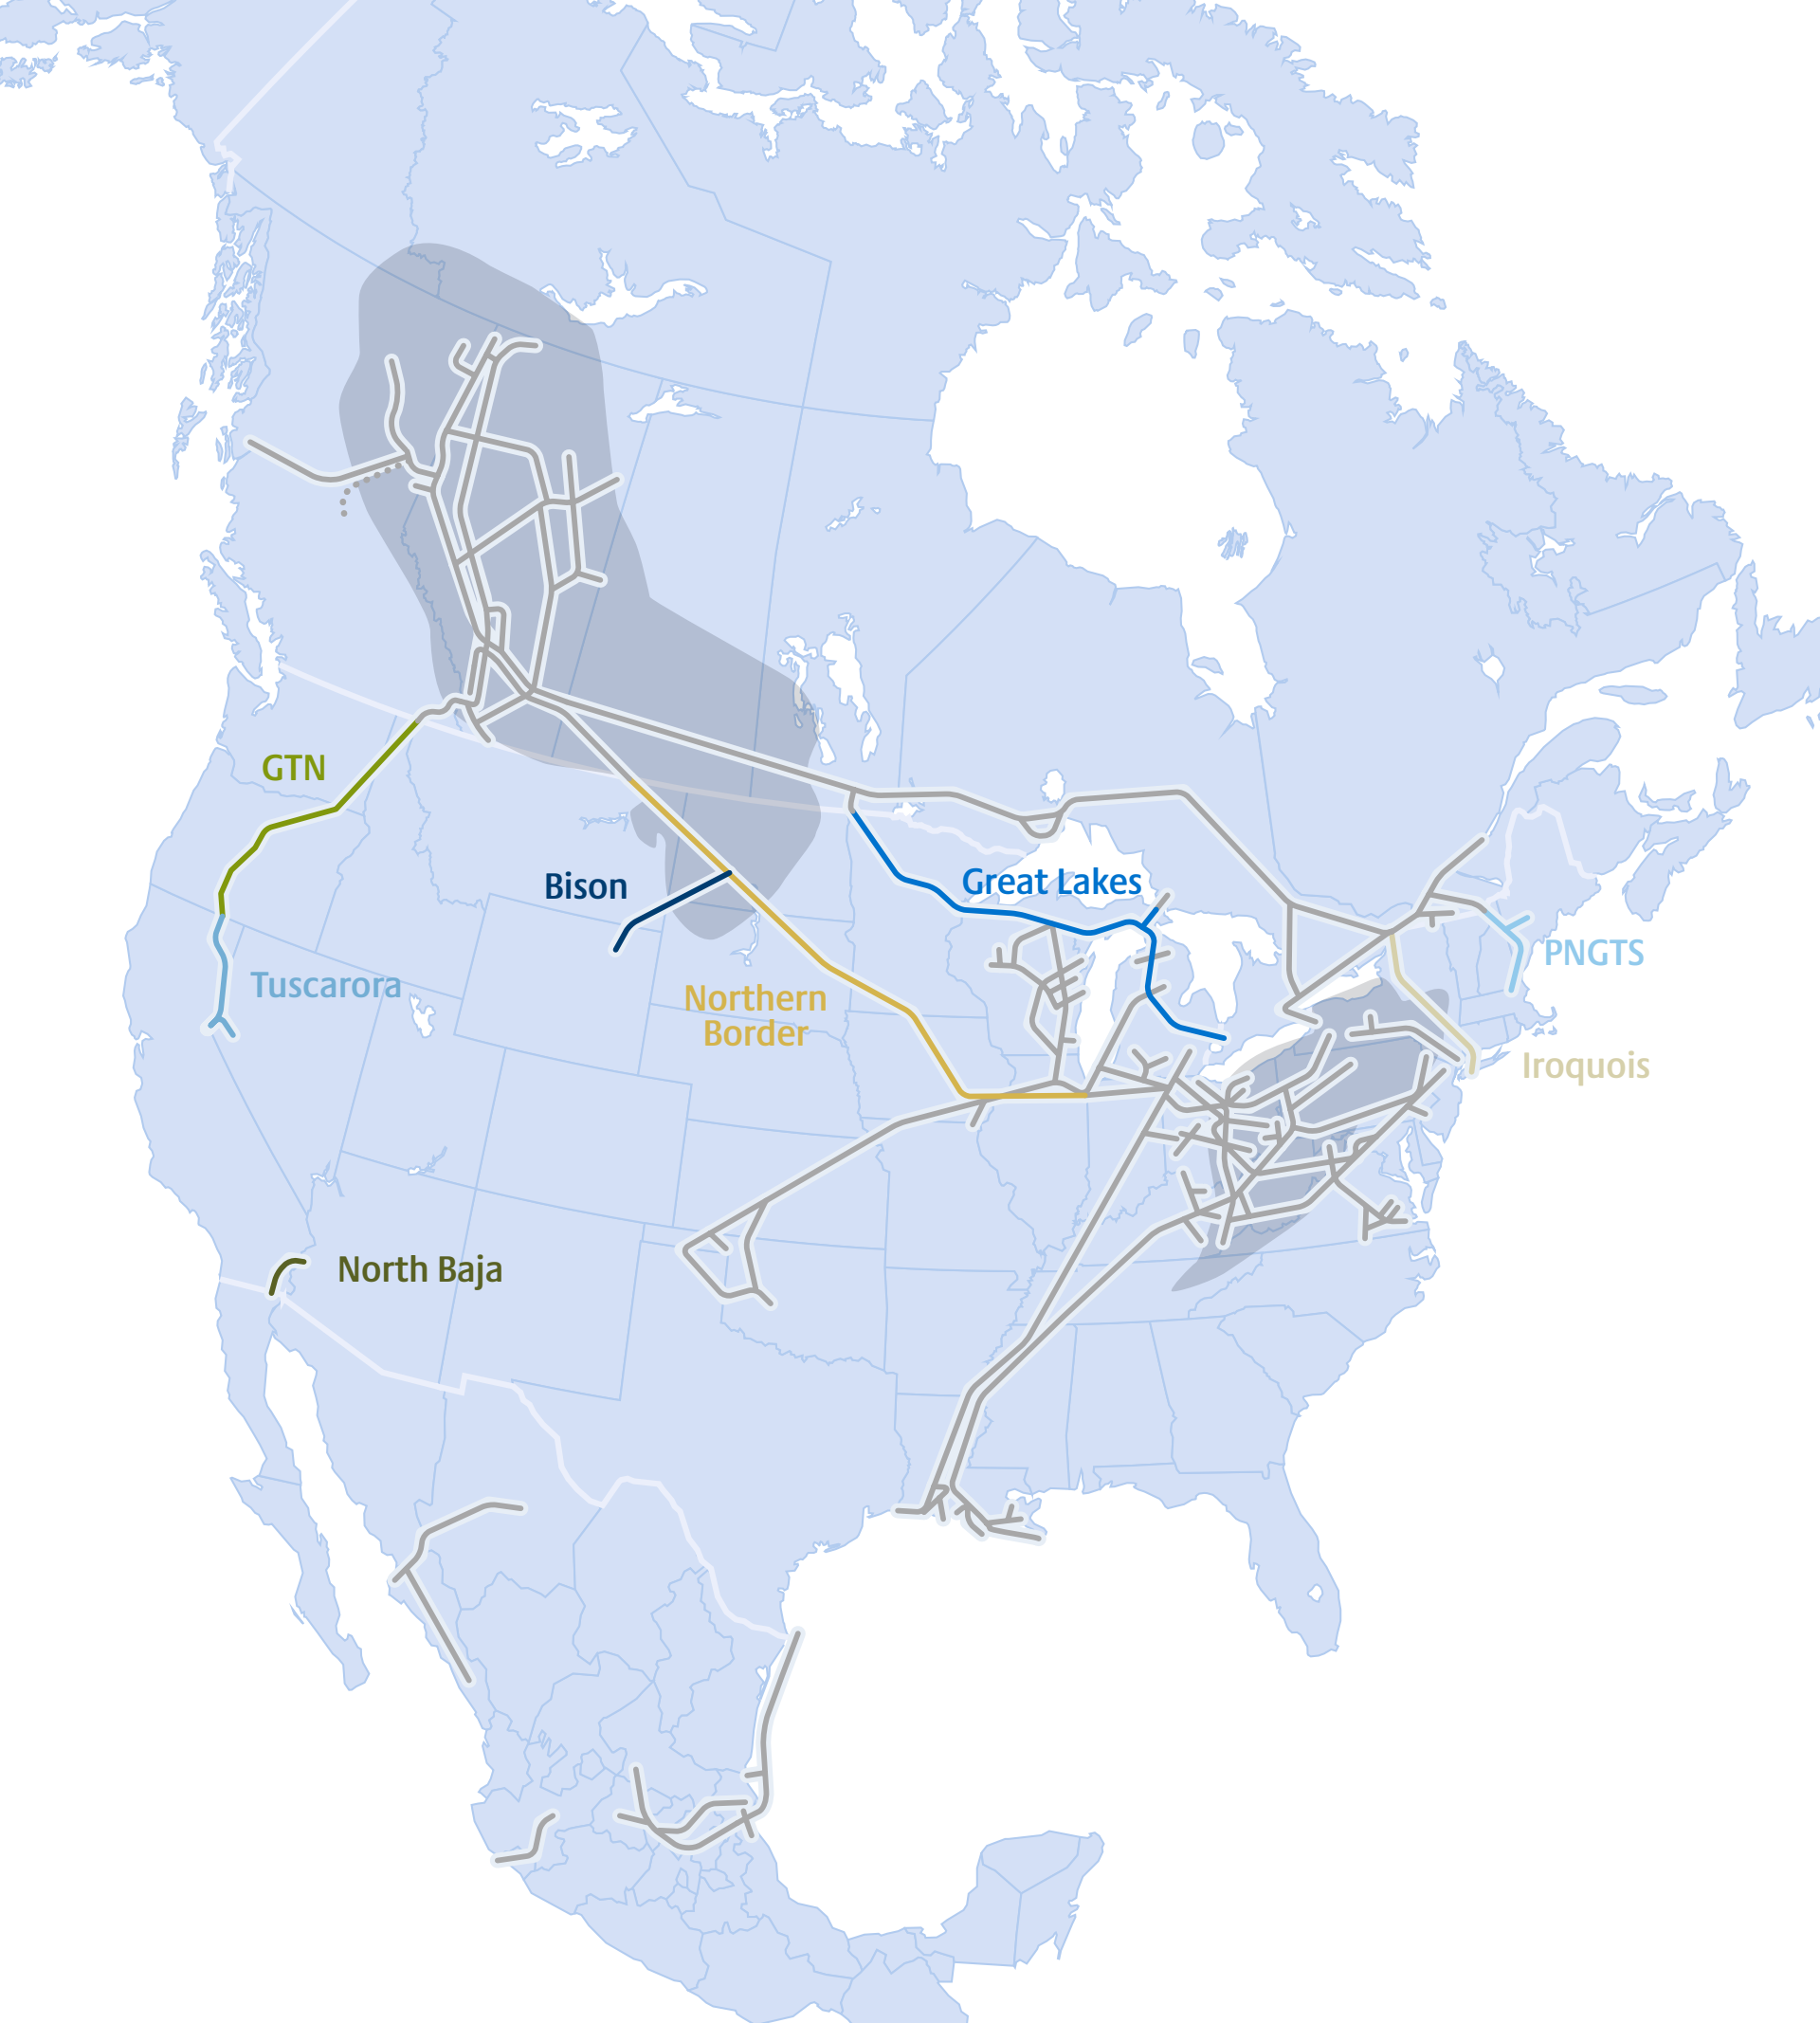 GTN
Bison
Great Lakes
PNGTS
Tuscarora
Northern
Border
Iroquois
North Baja